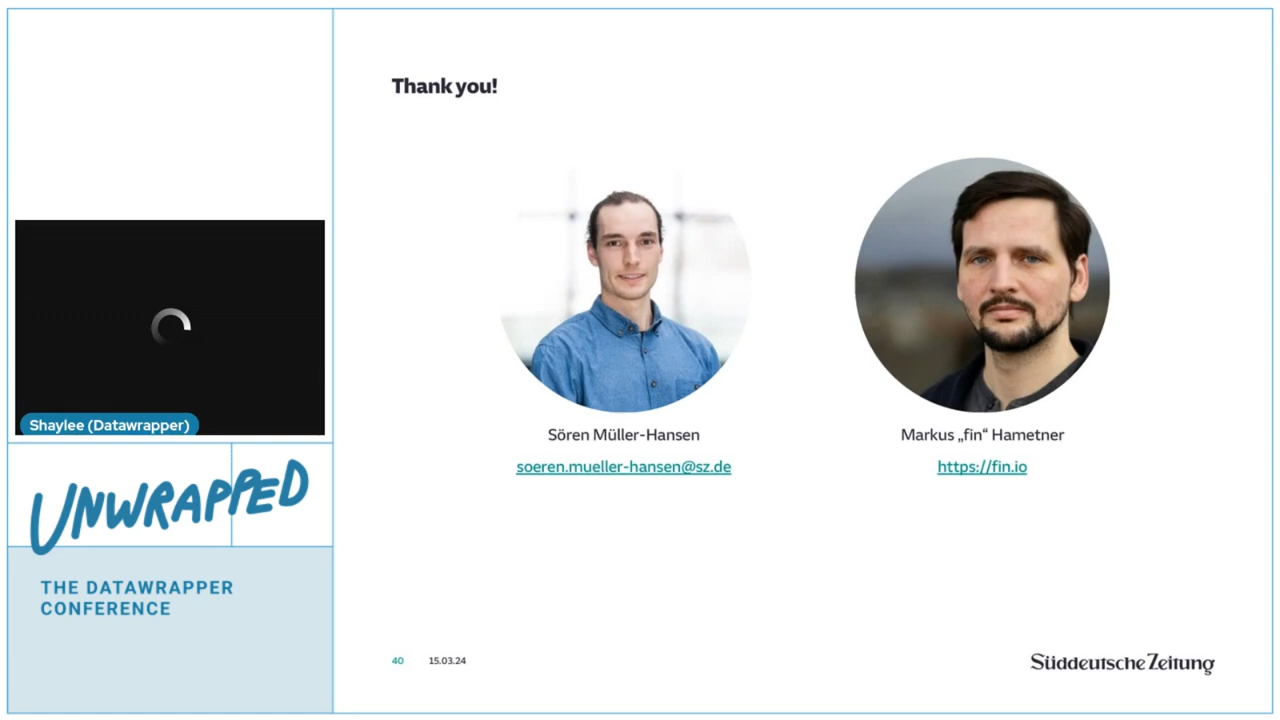 Thank you!
Shaylee (Datawrapper)
Sören Müller-Hansen
soeren.mueller-hansen@sz.de
Markus „fin“ Hametner
https://fin.io
UNWRAPPED
THE DATAWRAPPER
CONFERENCE
40 15.03.24
Süddeutsche Zeitung